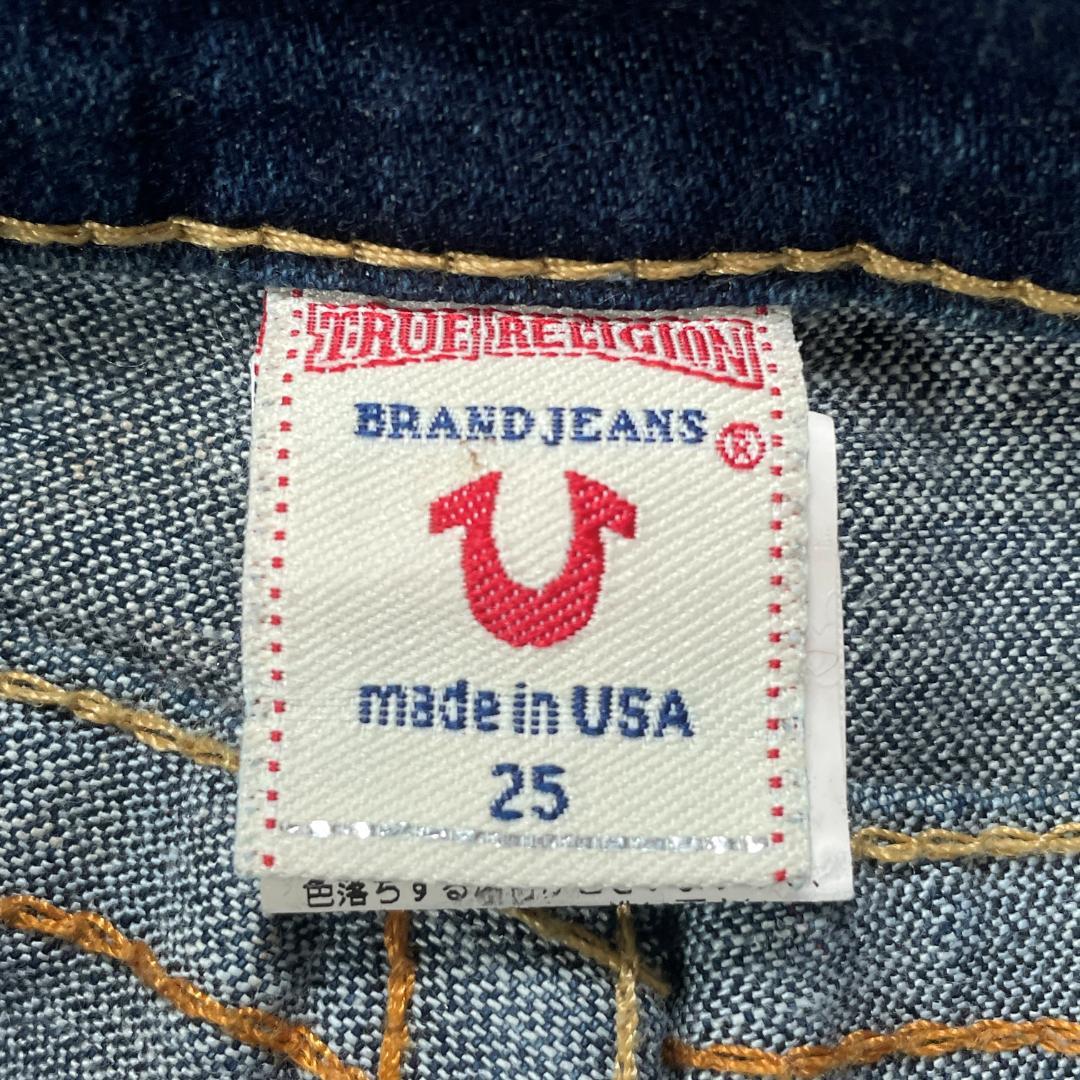 TRUE RELIGION
BRAND JEANS ®
made in USA
25
色落ちする